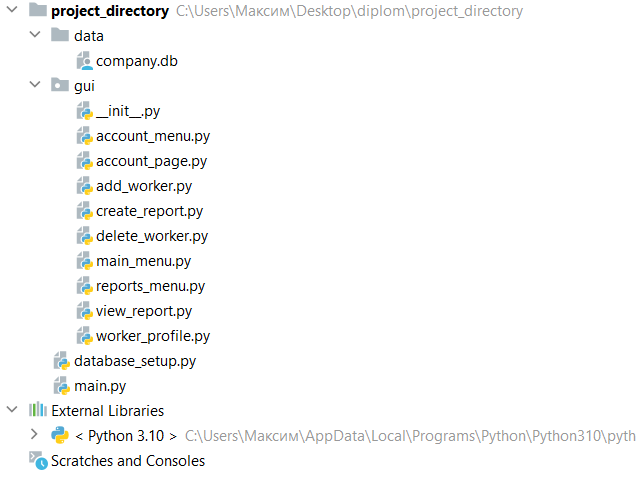 project_directory C:\Users\Максим\Desktop\diplom\project_directory
data
company.db
gui
__init__.py
account_menu.py
account_page.py
add_worker.py
create_report.py
delete_worker.py
main_menu.py
reports_menu.py
view_report.py
worker_profile.py
database_setup.py
main.py
External Libraries
< Python 3.10 > C:\Users\Максим\AppData\Local\Programs\Python\Python310\pyth
Scratches and Consoles